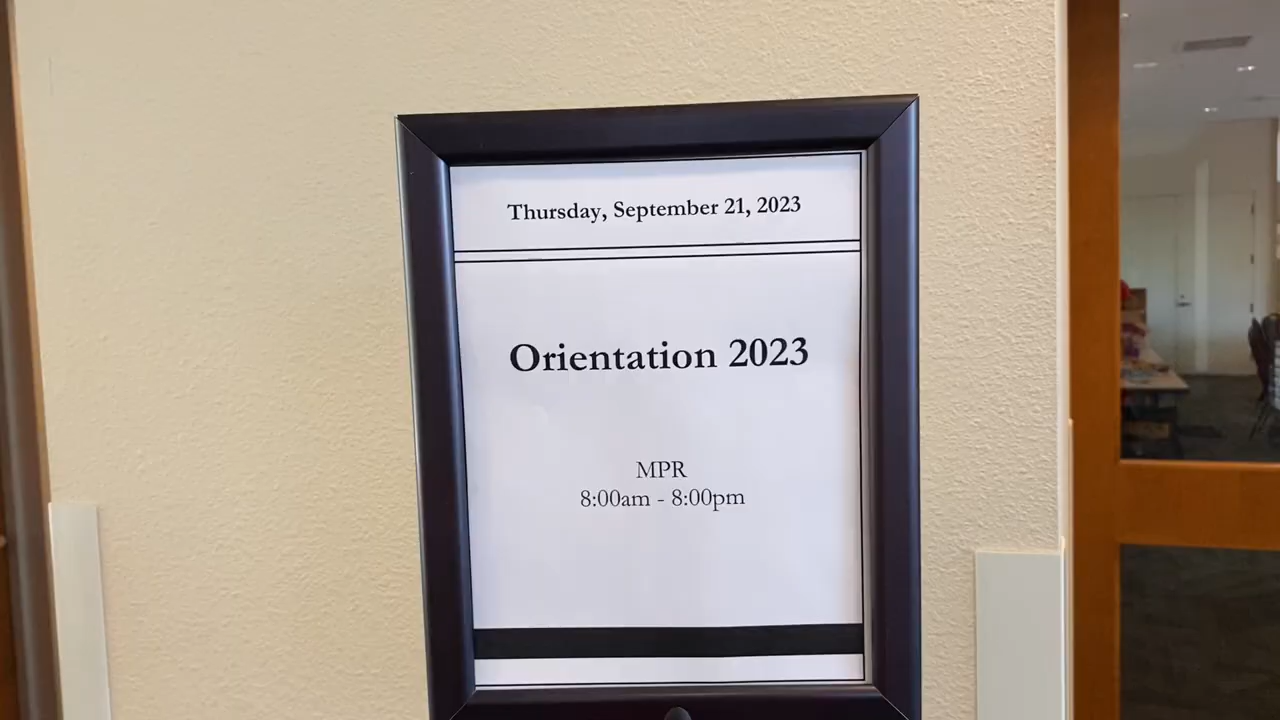 Thursday, September 21, 2023
Orientation 2023
MPR
8:00am - 8:00pm